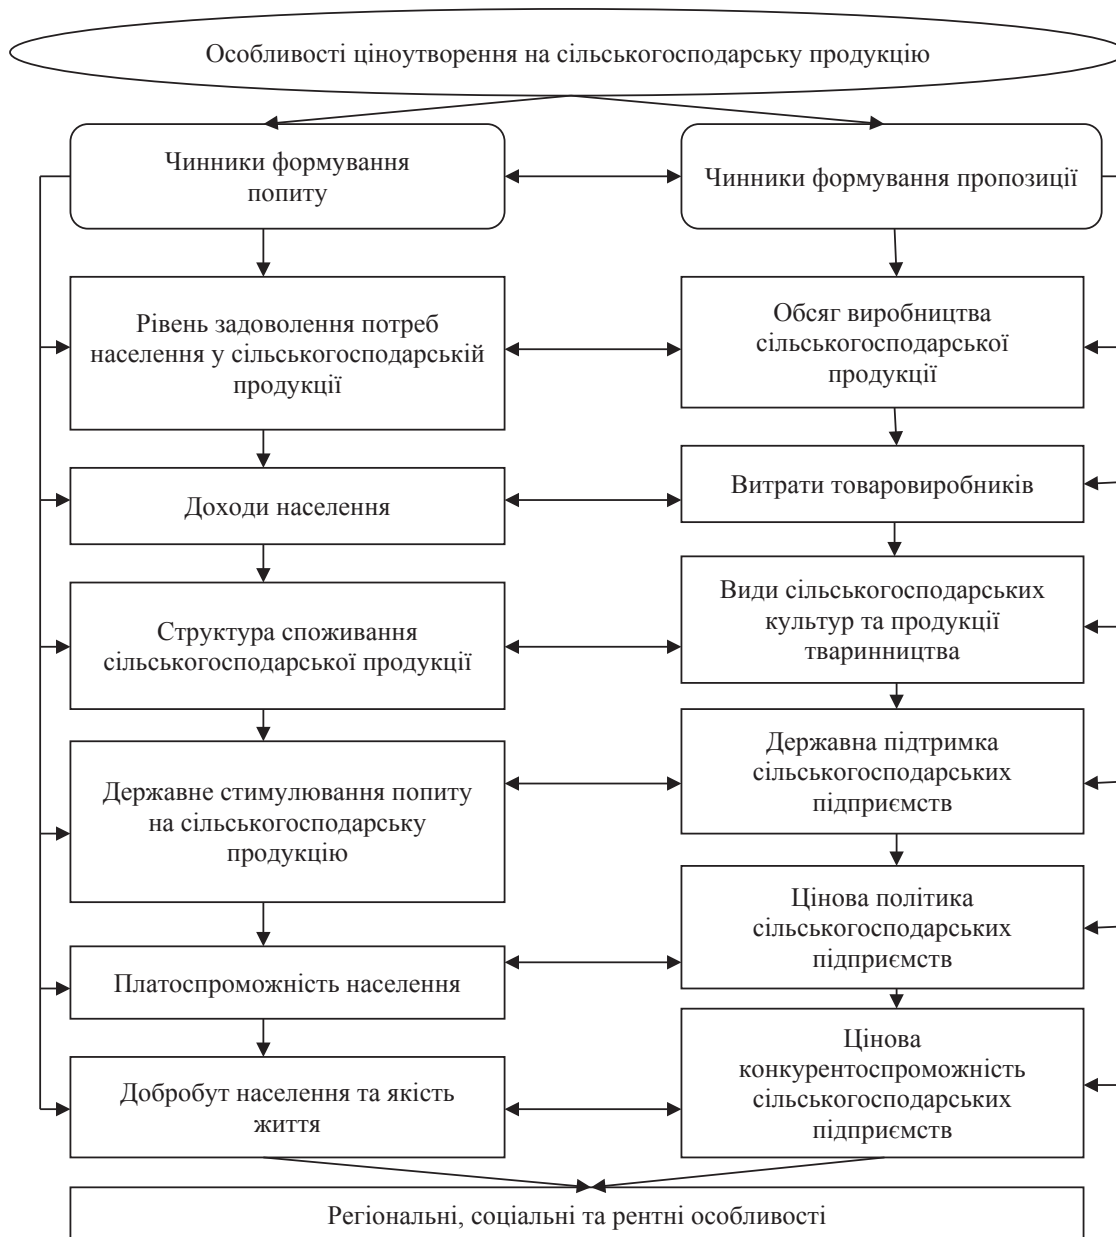 Особливості ціноутворення на сільськогосподарську продукцію
Чинники формування
попиту
Чинники формування пропозиції
Рівень задоволення потреб
населення у сільськогосподарській
продукції
Обсяг виробництва
сільськогосподарської
продукції
Доходи населення
Витрати товаровиробників
Структура споживання
сільськогосподарської продукції
Види сільськогосподарських
культур та продукції
тваринництва
Державне стимулювання попиту
на сільськогосподарську
продукцію
Державна підтримка
сільськогосподарських
підприємств
Платоспроможність населення
Цінова політика
сільськогосподарських
підприємств
Добробут населення та якість
життя
Цінова
конкурентоспроможність
сільськогосподарських
підприємств
Регіональні, соціальні та рентні особливості